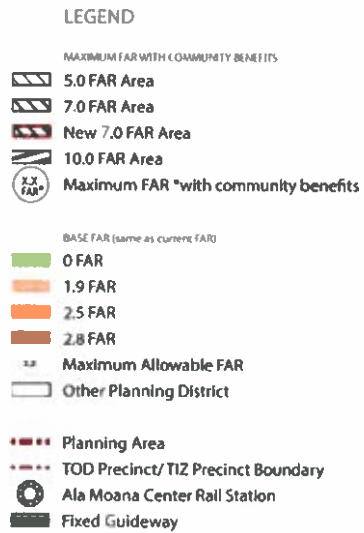 LEGEND
MAXIMUM FAR WITH COMMUNITY BENEFITS
5.0 FAR Area
7.0 FAR Area
New 7.0 FAR Area
10.0 FAR Area
X.X
FAR*
Maximum FAR *with community benefits
BASE FAR (same as current FAR)
0 FAR
1.9 FAR
2.5 FAR
2.8 FAR
Maximum Allowable FAR
Other Planning District
Planning Area
TOD Precinct/ TIZ Precinct Boundary
Ala Moana Center Rail Station
Fixed Guideway